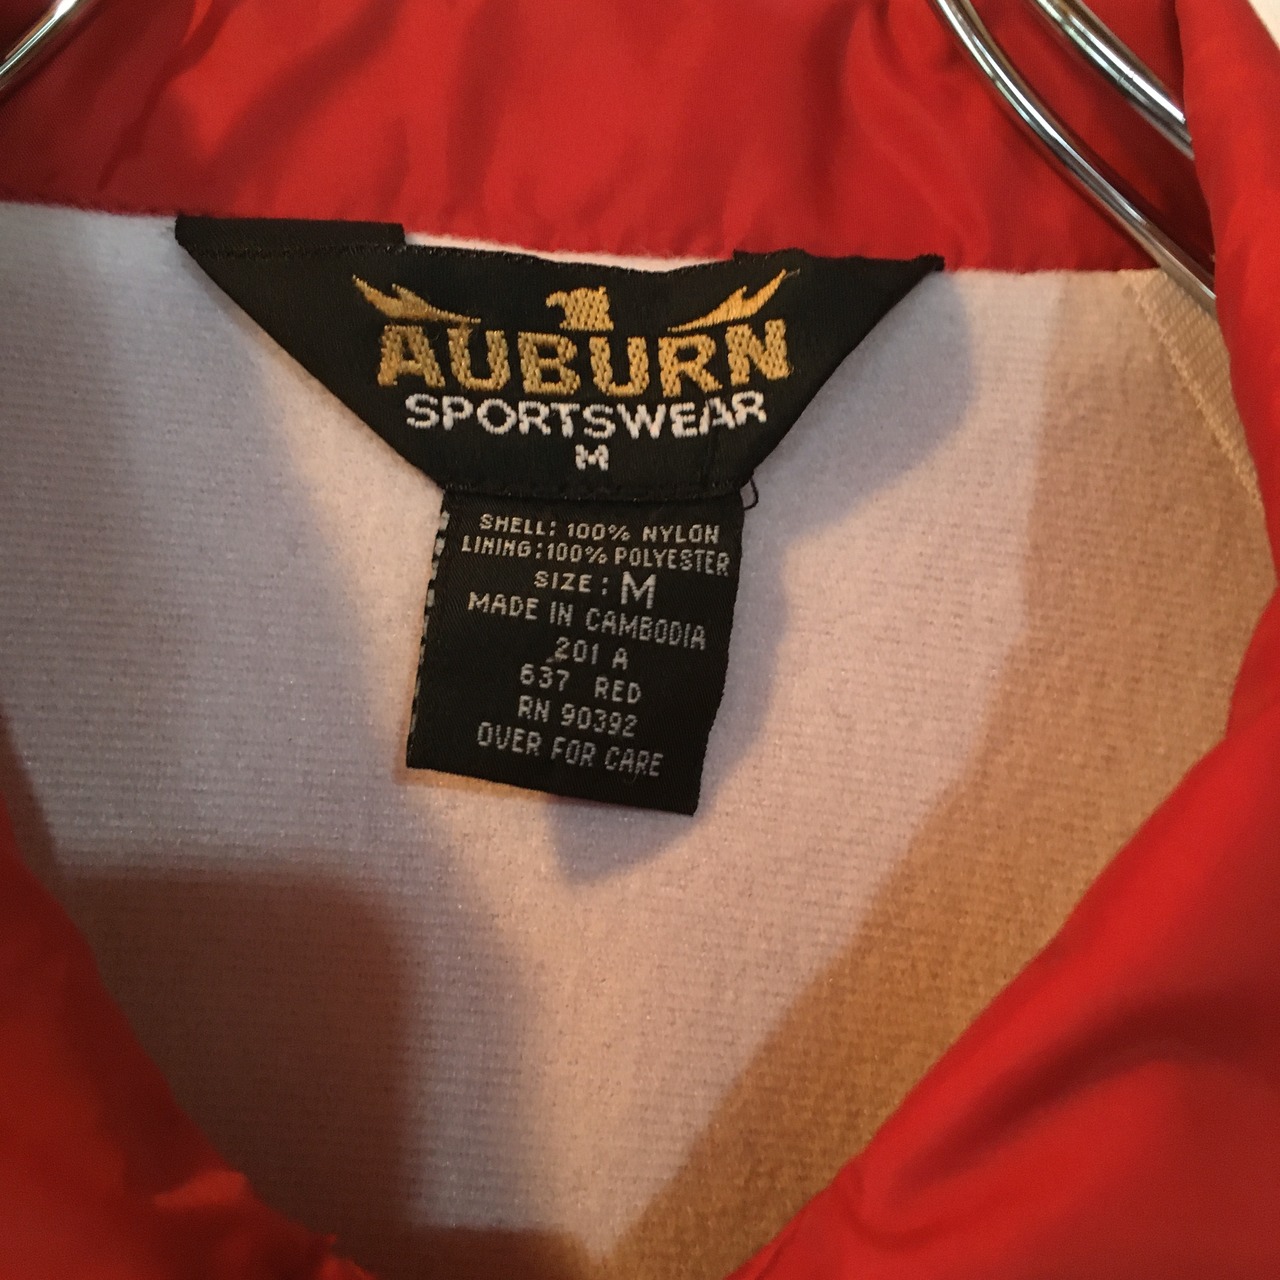 AUBURN
SPORTSWEAR
M
SHELL: 100% NYLON
LINING:100% POLYESTER
SIZE: M
MADE IN CAMBODIA
201 A
637 RED
RN 90392
OVER FOR CARE